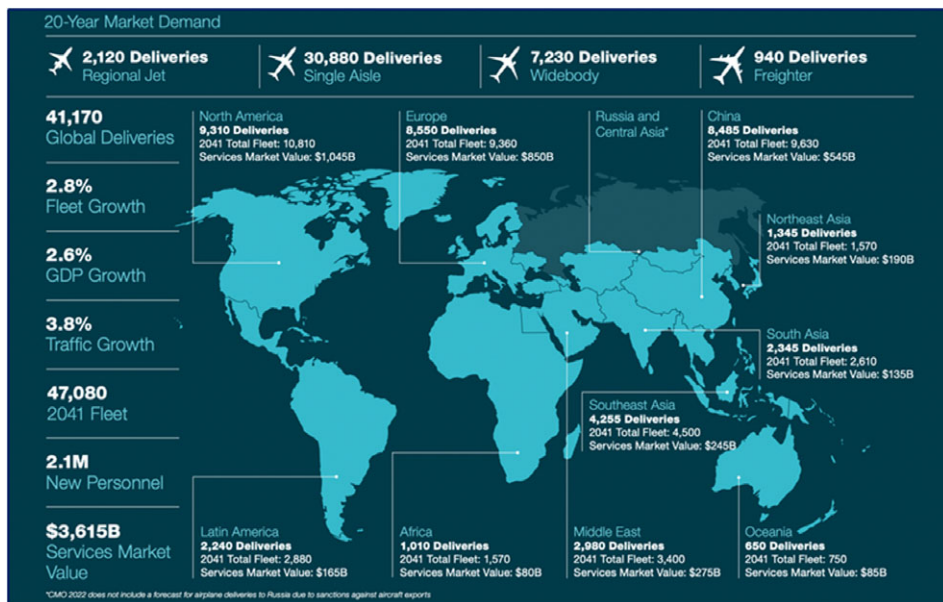 20-Year Market Demand
2,120 Deliveries
Regional Jet
30,880 Deliveries
Single Aisle
7,230 Deliveries
Widebody
940 Deliveries
Freighter
41,170
Global Deliveries
2.8%
Fleet Growth
2.6%
GDP Growth
3.8%
Traffic Growth
47,080
2041 Fleet
2.1M
New Personnel
$3,615B
Services Market
Value
North America
9,310 Deliveries
2041 Total Fleet: 10,810
Services Market Value: $1,045B
Europe
8,550 Deliveries
2041 Total Fleet: 9,360
Services Market Value: $850B
Russia and
Central Asia*
China
8,485 Deliveries
2041 Total Fleet: 9,630
Services Market Value: $545B
Northeast Asia
1,345 Deliveries
2041 Total Fleet: 1,570
Services Market Value: $190B
South Asia
2,345 Deliveries
2041 Total Fleet: 2,610
Services Market Value: $135B
Southeast Asia
4,255 Deliveries
2041 Total Fleet: 4,500
Services Market Value: $245B
Latin America
2,240 Deliveries
2041 Total Fleet: 2,880
Services Market Value: $165B
Africa
1,010 Deliveries
2041 Total Fleet: 1,570
Services Market Value: $80B
Middle East
2,980 Deliveries
2041 Total Fleet: 3,400
Services Market Value: $275B
Oceania
650 Deliveries
2041 Total Fleet: 750
Services Market Value: $85B
*CMO 2022 does not include a forecast for airplane deliveries to Russia due to sanctions against aircraft exports